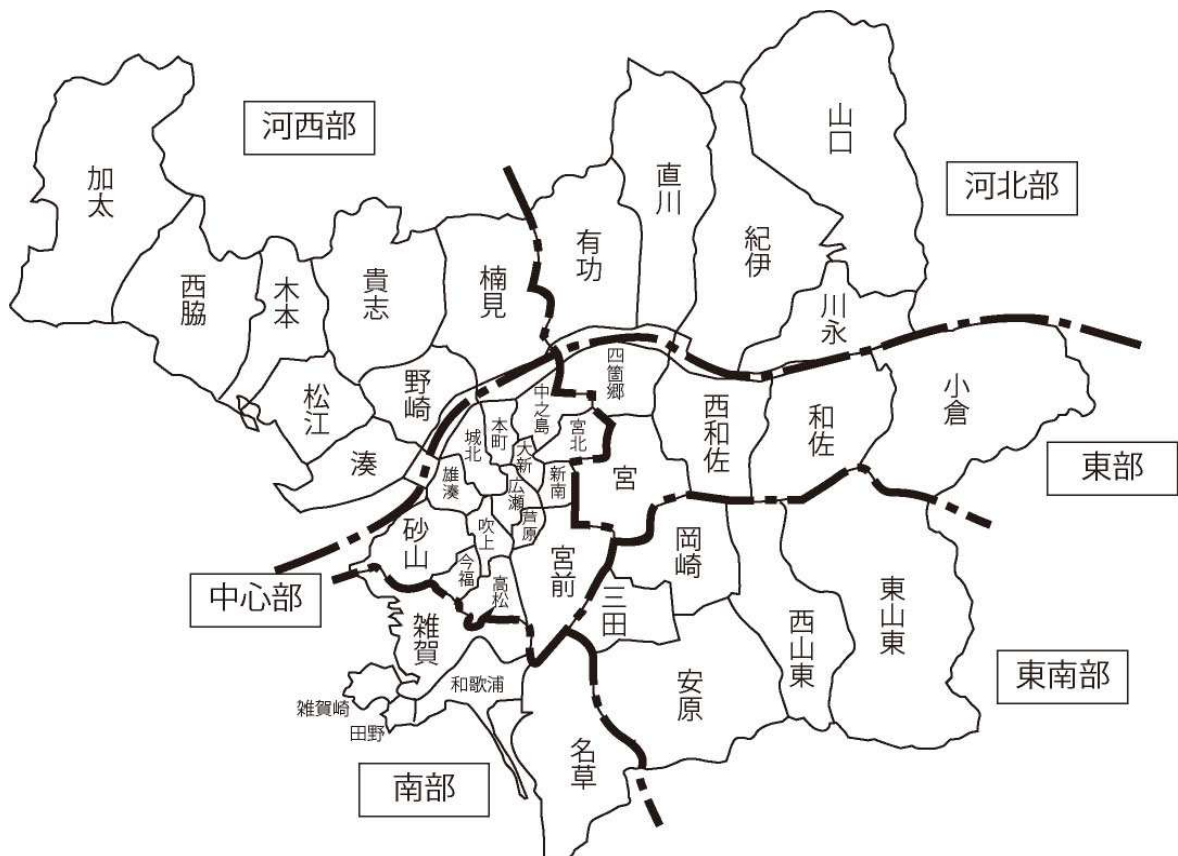 河西部
河北部
東部
中心部
東南部
南部
加太
西脇
木本
貴志
楠見
松江
野崎
湊
有功
直川
紀伊
山口
川永
四箇郷
西和佐
和佐
小倉
宮
中之島
宮北
本町
城北
大新
新南
広瀬
雄湊
芦原
吹上
砂山
今福
高松
宮前
岡崎
三田
西山東
東山東
安原
雑賀
和歌浦
雑賀崎
田野
名草